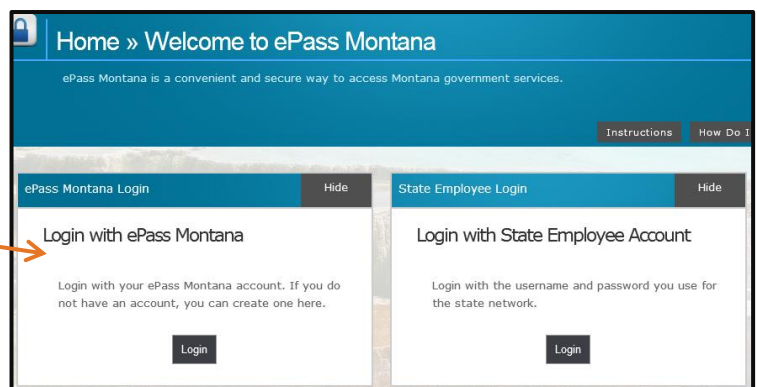 Home » Welcome to ePass Montana
ePass Montana is a convenient and secure way to access Montana government services.
Instructions
How Do I
ePass Montana Login
Hide
Login with ePass Montana
Login with your ePass Montana account. If you do
not have an account, you can create one here.
Login
State Employee Login
Hide
Login with State Employee Account
Login with the username and password you use for
the state network.
Login